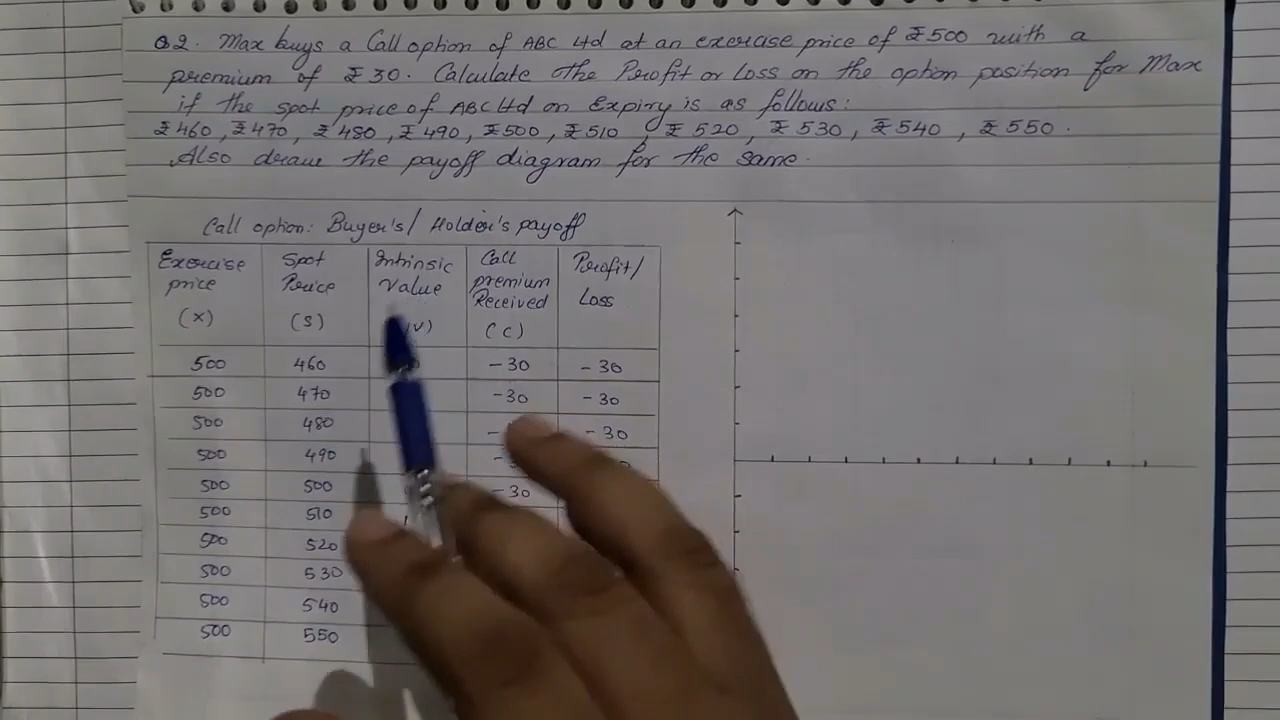 Q2. Max buys a Call option of ABC Ltd at an exercise price of ₹500 with a
premium of ₹30. Calculate the Profit or Loss on the option position for Max
if the spot price of ABC Ltd on Expiry is as follows:
₹460, ₹470, ₹480, ₹490, ₹500, ₹510, ₹520, ₹530, ₹540, ₹550.
Also draw the payoff diagram for the same.
Call option: Buyer's/ Holder's payoff
Exercise price (X) Spot Price (S) Intrinsic Value Call premium Received (C) Profit/ Loss
500 460 -30 -30
500 470 -30 -30
500 480 -30
500 490
500 500 -30
500 510
500 520
500 530
500 540
500 550